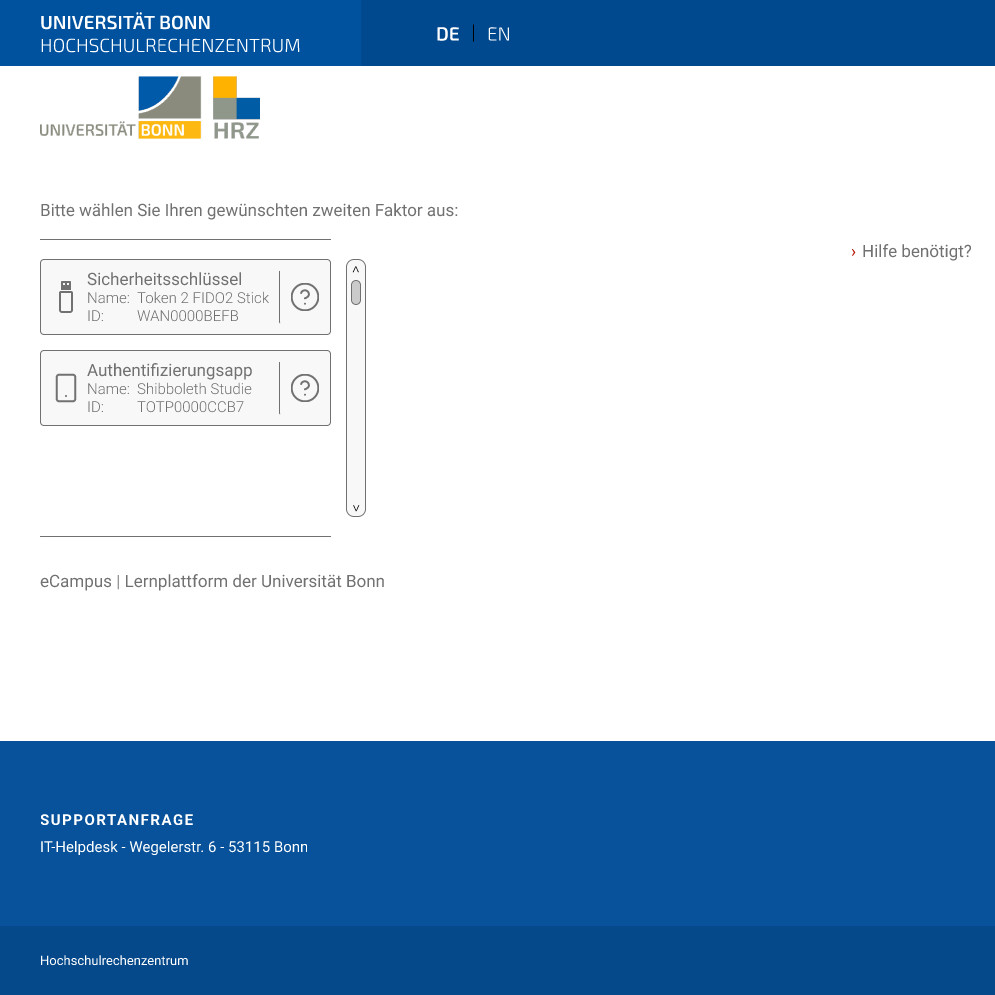 UNIVERSITÄT BONN
HOCHSCHULRECHENZENTRUM
DE | EN
UNIVERSITÄT BONN HRZ
Bitte wählen Sie Ihren gewünschten zweiten Faktor aus:
› Hilfe benötigt?
Sicherheitsschlüssel
Name: Token 2 FIDO2 Stick
ID: WAN0000BEFB
?
Authentifizierungsapp
Name: Shibboleth Studie
ID: TOTP0000CCB7
?
eCampus | Lernplattform der Universität Bonn
SUPPORTANFRAGE
IT-Helpdesk - Wegelerstr. 6 - 53115 Bonn
Hochschulrechenzentrum